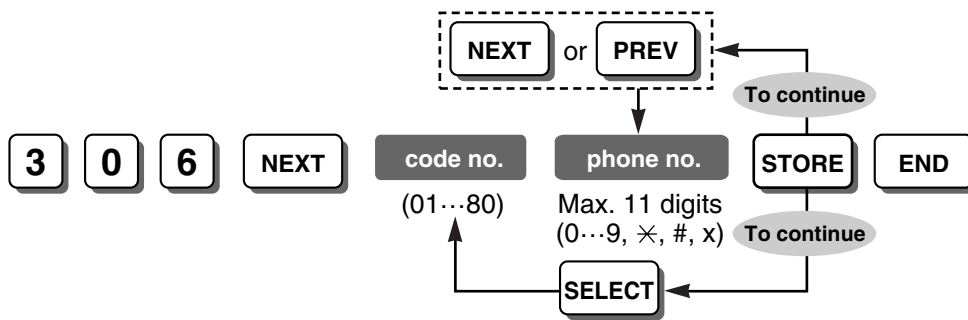 NEXT or PREV
To continue
3 0 6 NEXT code no. phone no. STORE END
(01···80) Max. 11 digits
(0···9, ✳, #, x) To continue
SELECT